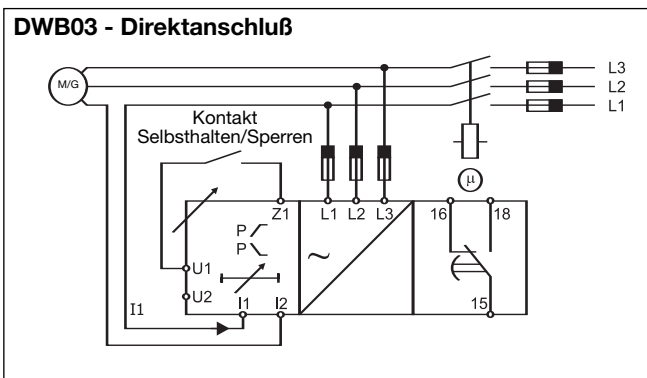 DWB03 - Direktanschluß
L3
M/G
L2
L1
Kontakt
Selbsthalten/Sperren
µ
Z1
L1 L2 L3
16
18
P
P
~
U1
U2
I1
I1
I2
15